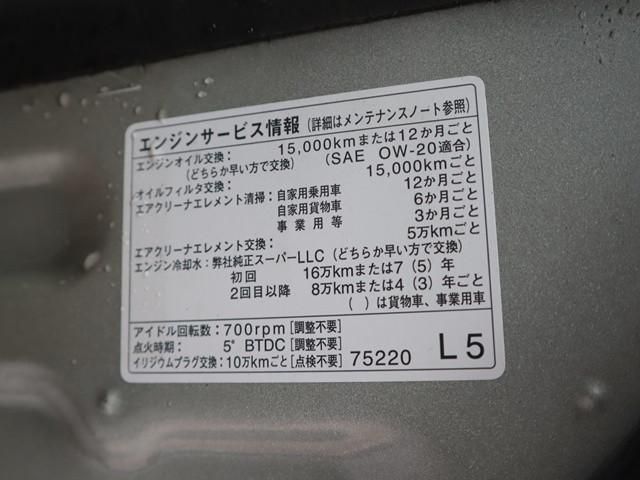 エンジンサービス情報（詳細はメンテナンスノート参照）
エンジンオイル交換： 15,000kmまたは12か月ごと
（どちらか早い方で交換） （SAE OW-20適合）
オイルフィルタ交換： 15,000kmごと
エアクリーナエレメント清掃：自家用乗用車 12か月ごと
自家用貨物車 6か月ごと
事業用等 3か月ごと
エアクリーナエレメント交換： 5万kmごと
エンジン冷却水：弊社純正スーパーLLC（どちらか早い方で交換）
初回 16万kmまたは7（5）年
2回目以降 8万kmまたは4（3）年ごと
（ ）は貨物車、事業用車
アイドル回転数：700rpm［調整不要］
点火時期： 5° BTDC［調整不要］
イリジウムプラグ交換：10万kmごと［点検不要］ 75220 L5